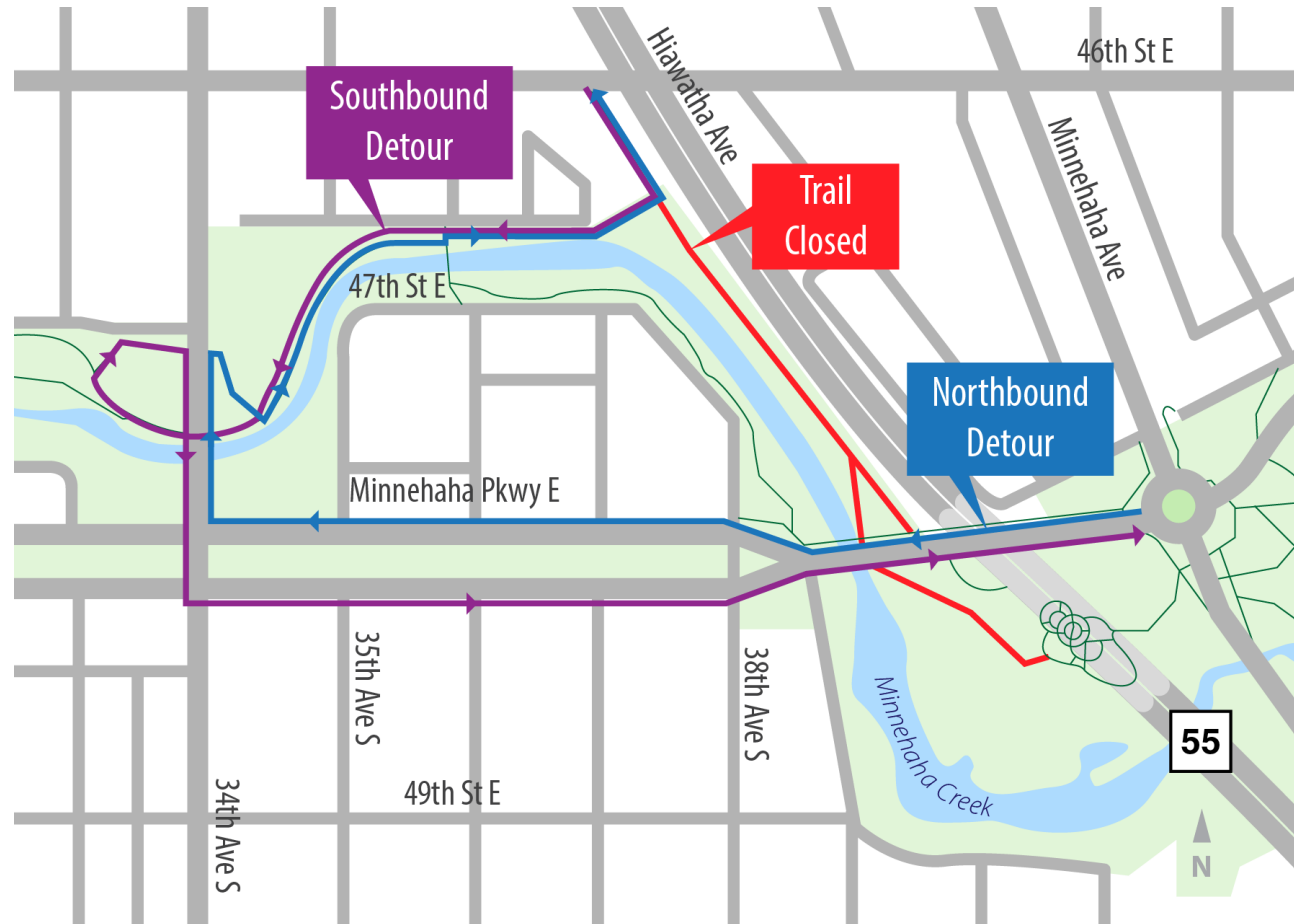 46th St E
Hiawatha Ave
Southbound
Detour
Minnehaha Ave
Trail
Closed
47th St E
Northbound
Detour
Minnehaha Pkwy E
35th Ave S
38th Ave S
Minnehaha Creek
55
34th Ave S
49th St E
N